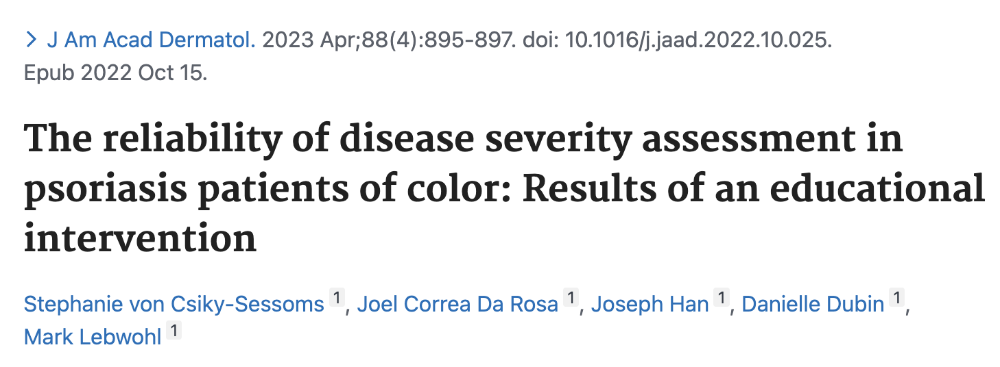 > J Am Acad Dermatol. 2023 Apr;88(4):895-897. doi: 10.1016/j.jaad.2022.10.025.
Epub 2022 Oct 15.
The reliability of disease severity assessment in
psoriasis patients of color: Results of an educational
intervention
Stephanie von Csiky-Sessoms 1, Joel Correa Da Rosa 1, Joseph Han 1, Danielle Dubin 1,
Mark Lebwohl 1